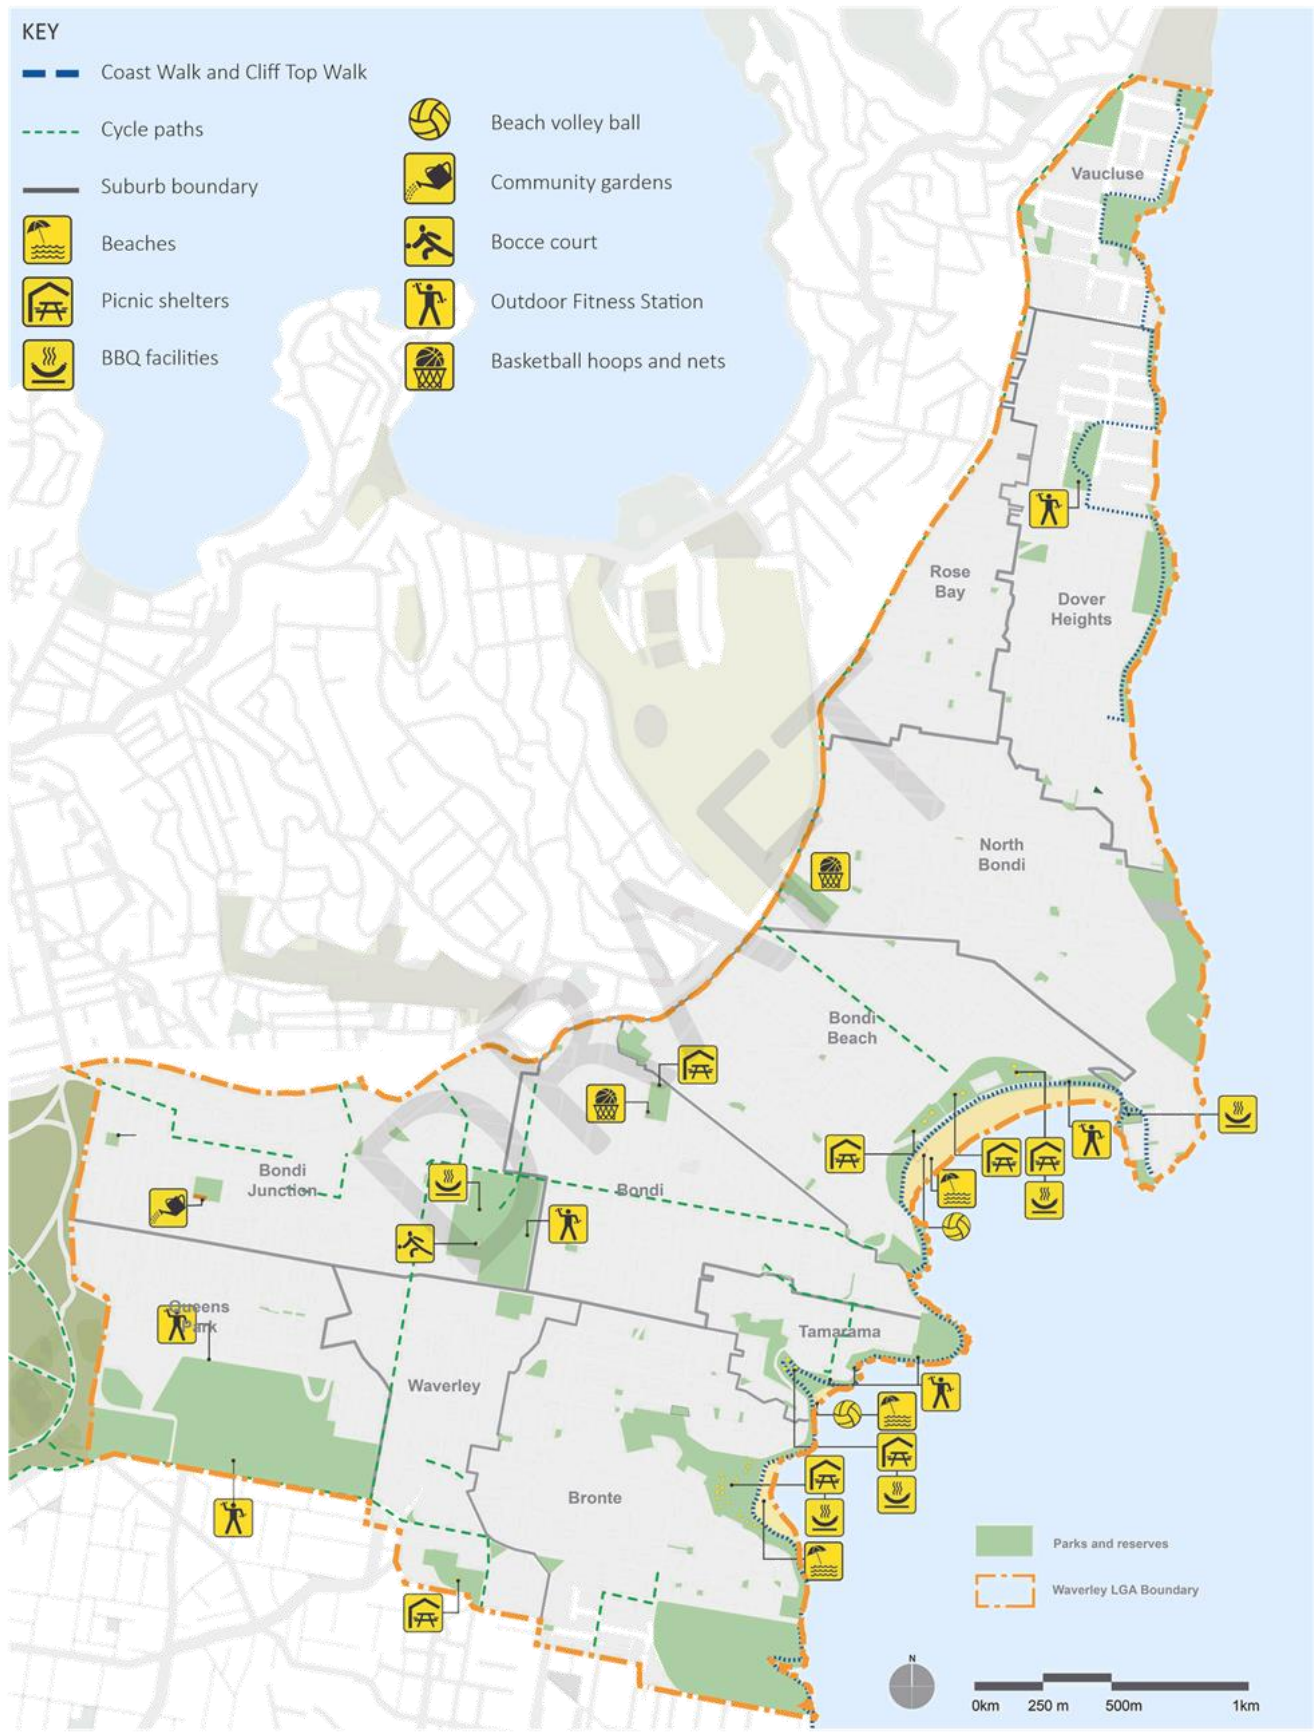 KEY
Coast Walk and Cliff Top Walk
Cycle paths
Suburb boundary
Beaches
Picnic shelters
BBQ facilities
Beach volley ball
Community gardens
Bocce court
Outdoor Fitness Station
Basketball hoops and nets
Vaucluse
Rose
Bay
Dover
Heights
North
Bondi
Bondi
Beach
Bondi
Junction
Bondi
Queens
Park
Tamarama
Waverley
Bronte
DRAFT
Parks and reserves
Waverley LGA Boundary
N
0km 250 m 500m 1km